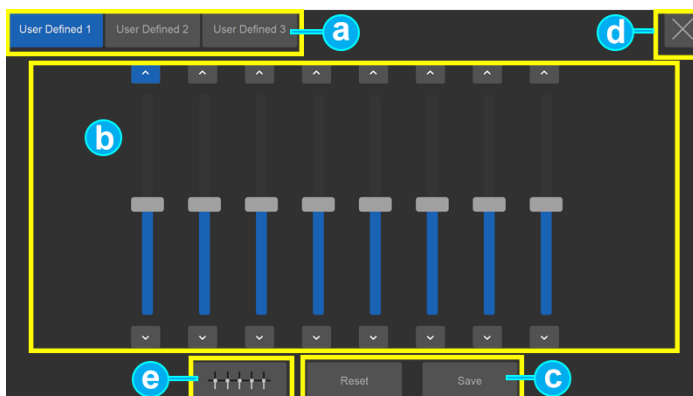 User Defined 1 User Defined 2 User Defined 3 a d
b
e Reset Save c